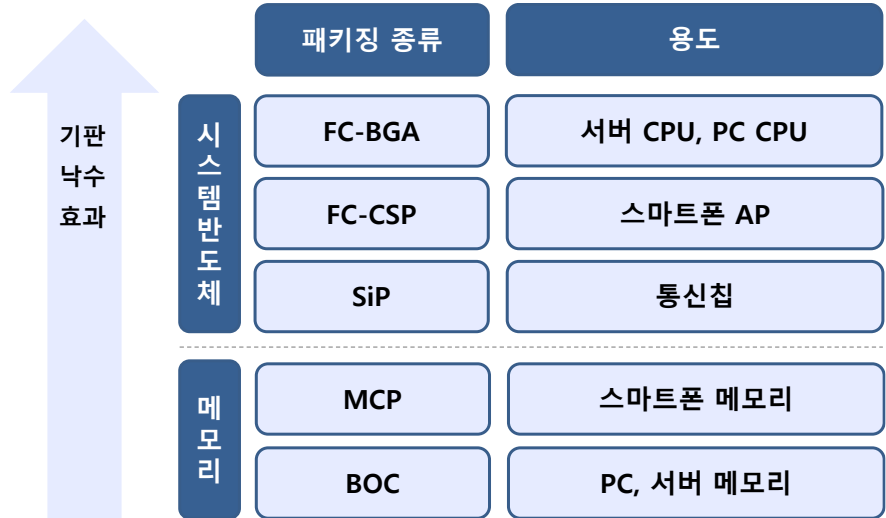 패키징 종류
용도
기판
낙수
효과
시스템반도체
FC-BGA
서버 CPU, PC CPU
FC-CSP
스마트폰 AP
SiP
통신칩
메모리
MCP
스마트폰 메모리
BOC
PC, 서버 메모리